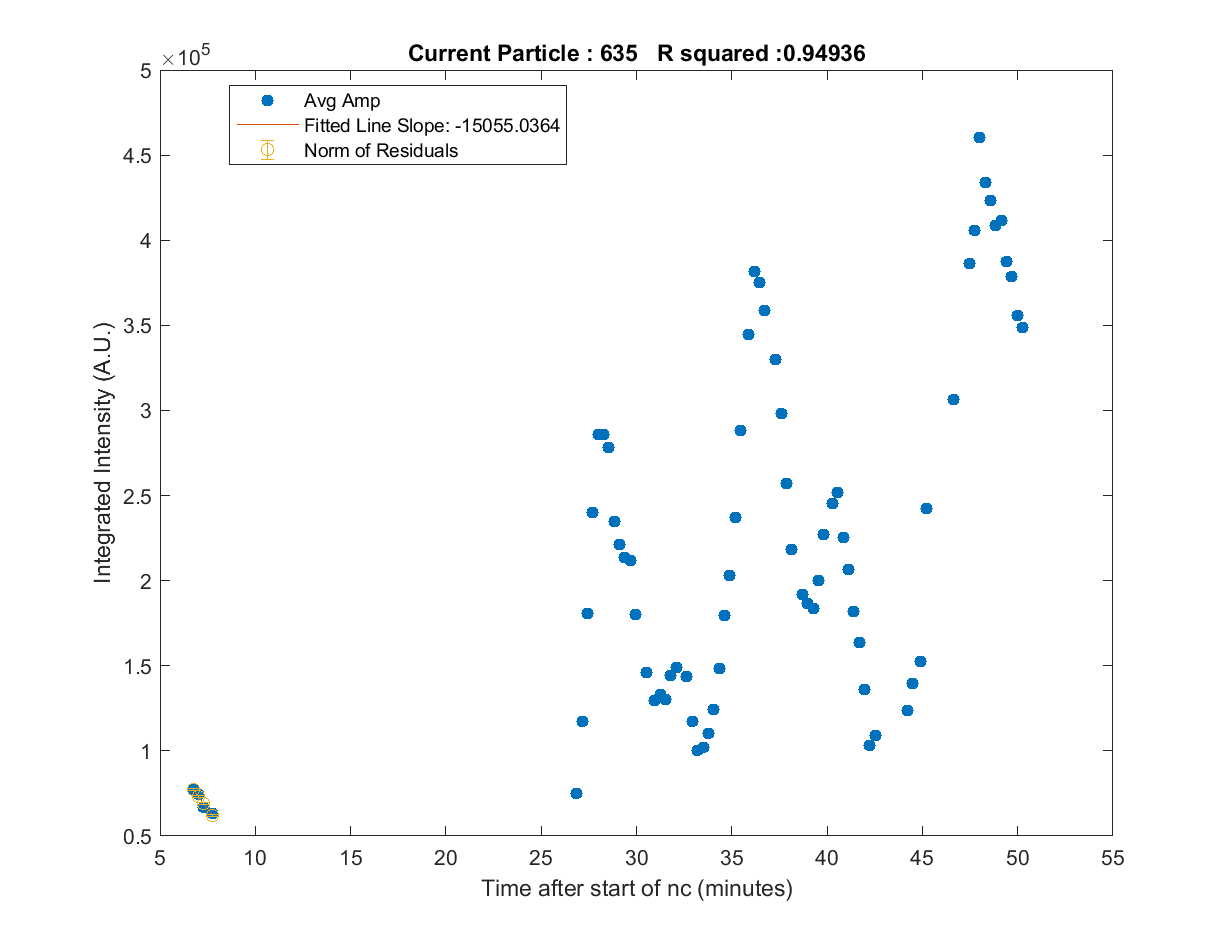 Current Particle : 635   R squared :0.94936
×10^5
5
4.5
4
3.5
3
2.5
2
1.5
1
0.5
Integrated Intensity (A.U.)
Avg Amp
Fitted Line Slope: -15055.0364
Norm of Residuals
5 10 15 20 25 30 35 40 45 50 55
Time after start of nc (minutes)